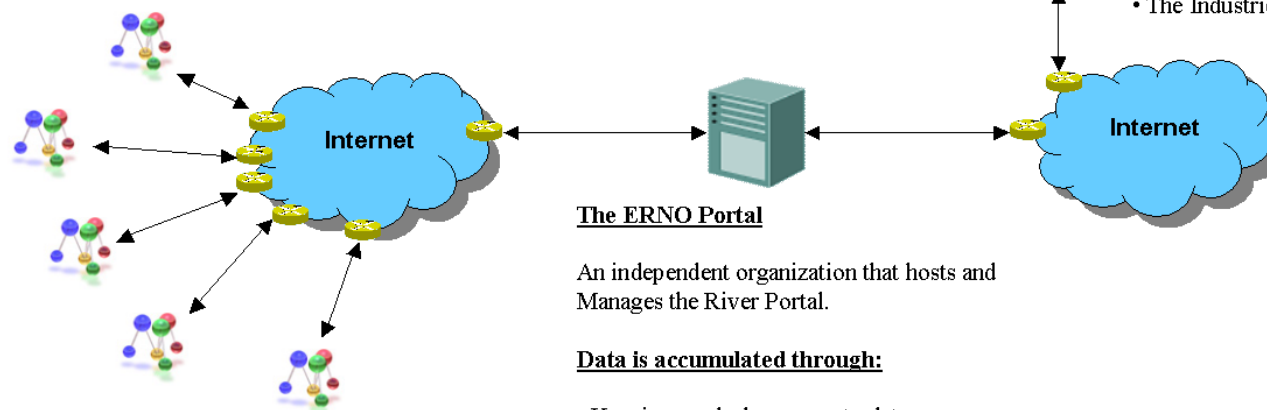 • The Industrie
Internet
Internet
The ERNO Portal
An independent organization that hosts and
Manages the River Portal.
Data is accumulated through: